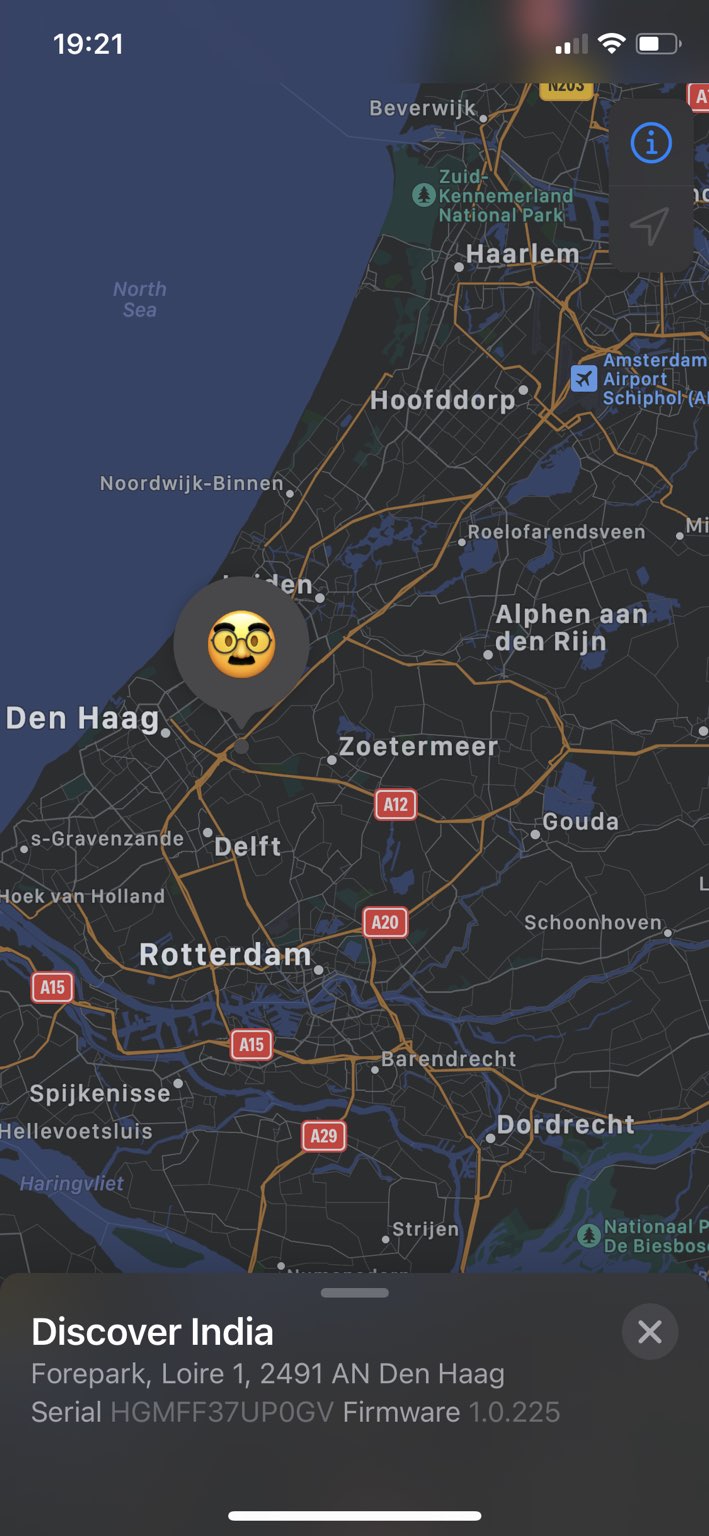 19:21
N203
Beverwijk
Zuid-
Kennemerland
National Park
Haarlem
North
Sea
Amsterdam
Airport
Schiphol
Hoofddorp
Noordwijk-Binnen
Roelofarendsveen
Alphen aan
den Rijn
Den Haag
Zoetermeer
A12
Gouda
s-Gravenzande
Delft
Hoek van Holland
A20
Schoonhoven
Rotterdam
A15
A15
Barendrecht
Spijkenisse
Hellevoetsluis
A29
Dordrecht
Haringvliet
Strijen
Nationaal P
De Biesbos
Discover India
Forepark, Loire 1, 2491 AN Den Haag
Serial HGMFF37UP0GV Firmware 1.0.225